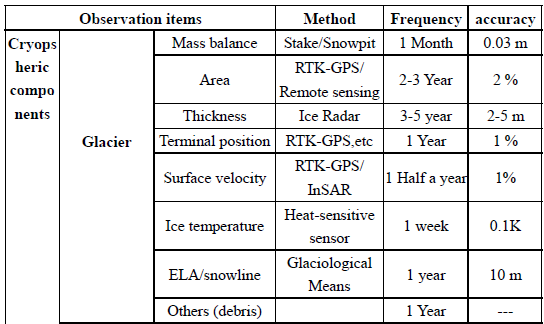 Observation items Method Frequency accuracy
Cryops
heric
compo
nents
Glacier
Mass balance Stake/Snowpit 1 Month 0.03 m
Area RTK-GPS/
Remote sensing 2-3 Year 2 %
Thickness Ice Radar 3-5 year 2-5 m
Terminal position RTK-GPS,etc 1 Year 1 %
Surface velocity RTK-GPS/
InSAR 1 Half a year 1%
Ice temperature Heat-sensitive
sensor 1 week 0.1K
ELA/snowline Glaciological
Means 1 year 10 m
Others (debris) 1 Year ---